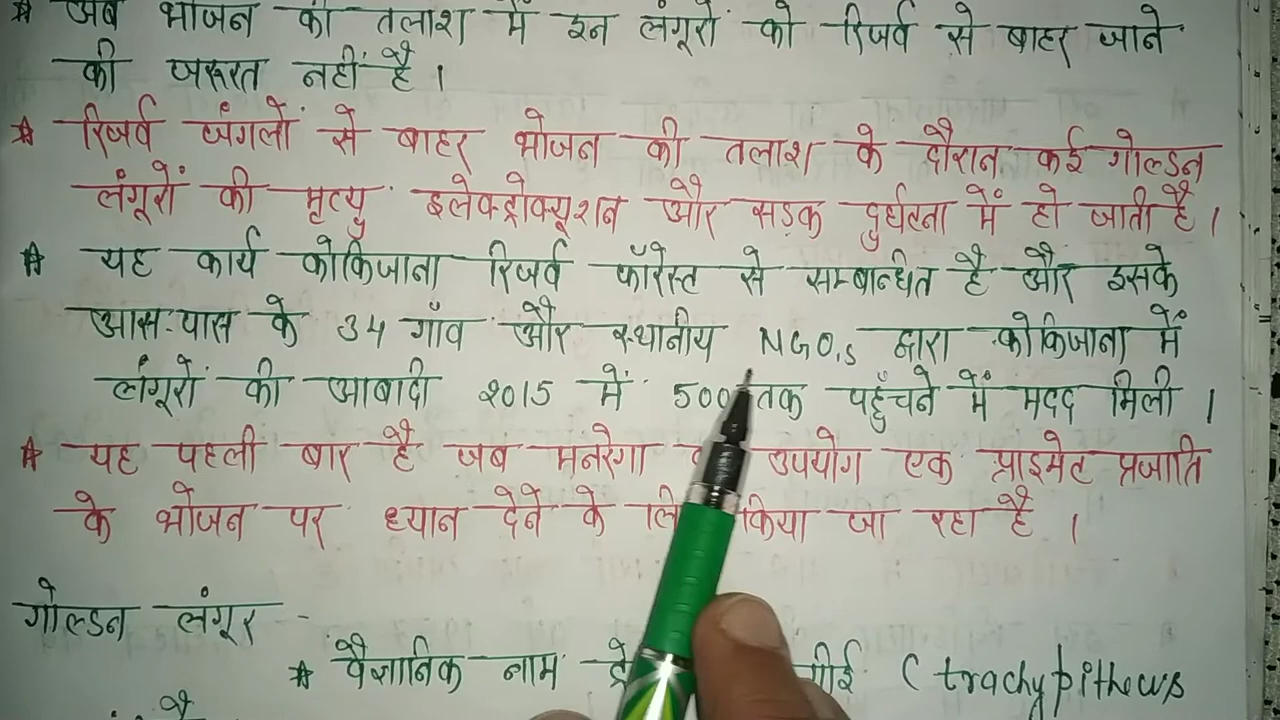 ★ अब भोजन की तलाश में इन लंगूरों को रिजर्व से बाहर जाने
की जरूरत नहीं है।
★ रिजर्व जंगलों से बाहर भोजन की तलाश के दौरान कई गोल्डन
लंगूरों की मृत्यु इलेक्ट्रोक्यूशन और सड़क दुर्घटना में हो जाती है।
★ यह कार्य कोकिजाना रिजर्व फॉरेस्ट से सम्बान्धित है और इसके
आस-पास के 34 गाँव और स्थानीय NGO,s द्वारा कोकिजाना में
लंगूरों की आबादी 2015 में 500 तक पहुँचने में मदद मिली।
★ यह पहली बार है जब मनरेगा उपयोग एक प्राइमेट प्रजाति
के भोजन पर ध्यान देने के किया जा रहा है।
गोल्डन लंगूर -
★ वैज्ञानिक नाम (trachypithecus